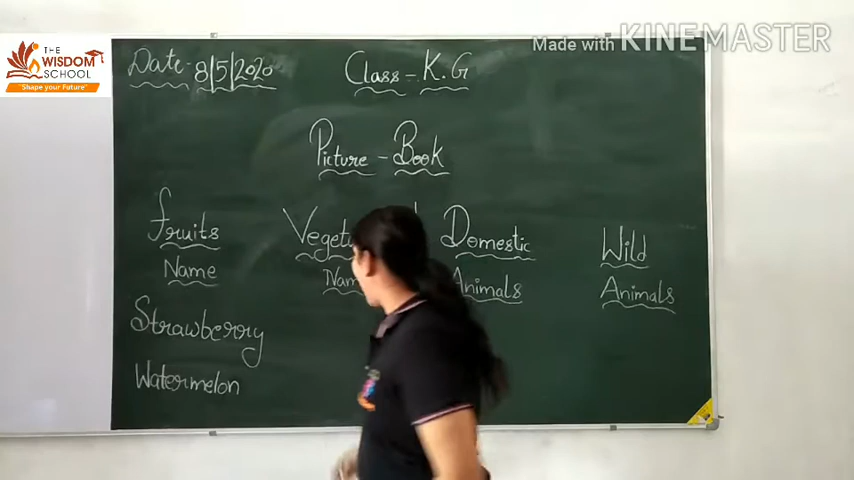 Made with KINEMASTER
THE
WISDOM
SCHOOL
"Shape your Future"
Date- 8|5|2020
Class - K.G
Picture - Book
Fruits
Name
Domestic
Animals
Wild
Animals
Strawberry
Watermelon